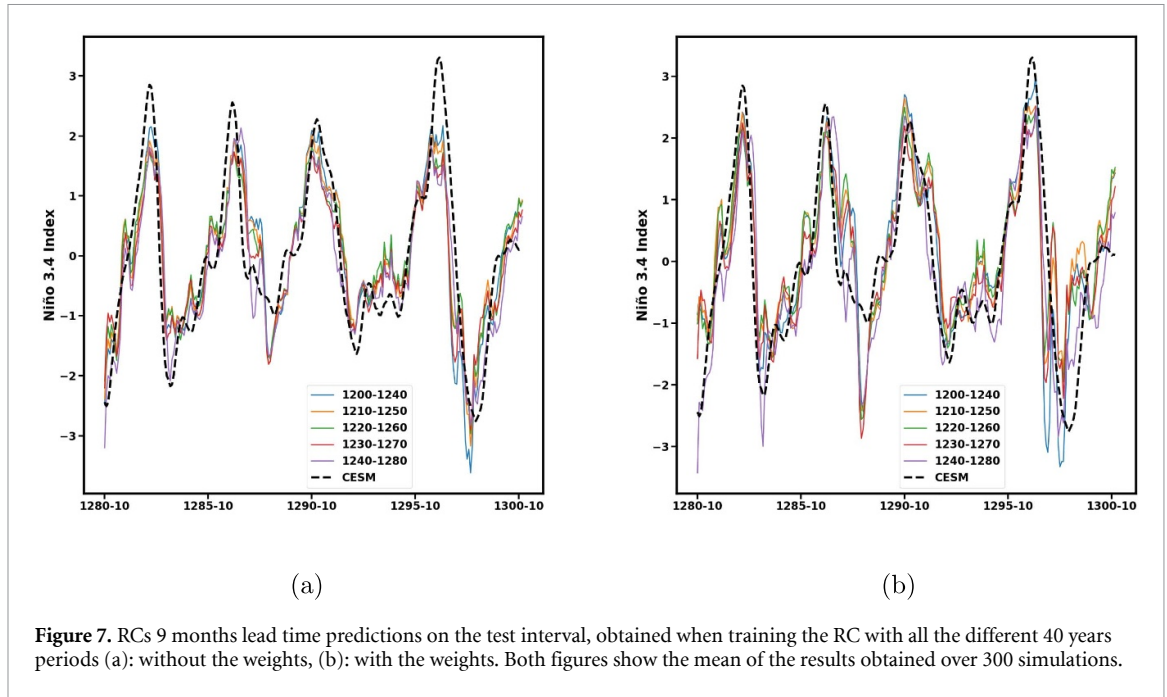 Niño 3.4 Index
3
2
1
0
−1
−2
−3
1200-1240
1210-1250
1220-1260
1230-1270
1240-1280
CESM
1280-10 1285-10 1290-10 1295-10 1300-10
(a)
Niño 3.4 Index
3
2
1
0
−1
−2
−3
1200-1240
1210-1250
1220-1260
1230-1270
1240-1280
CESM
1280-10 1285-10 1290-10 1295-10 1300-10
(b)
Figure 7. RCs 9 months lead time predictions on the test interval, obtained when training the RC with all the different 40 years
periods (a): without the weights, (b): with the weights. Both figures show the mean of the results obtained over 300 simulations.